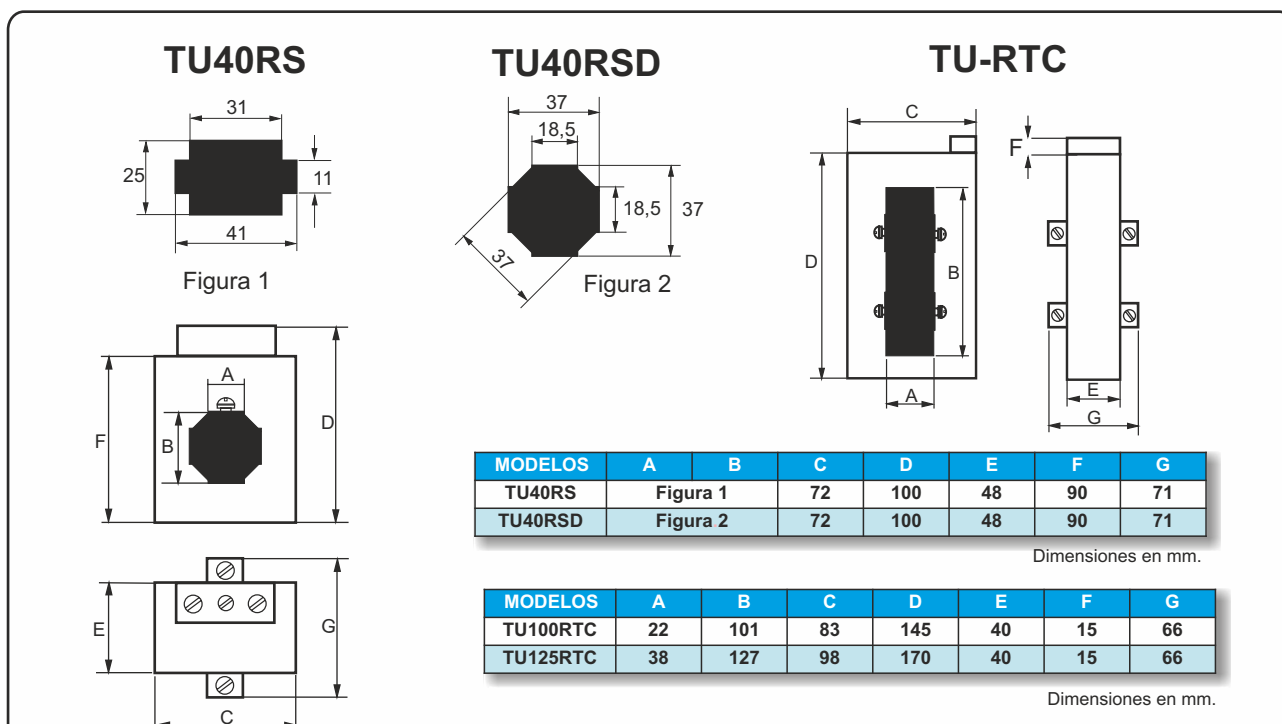 TU40RS
TU40RSD
TU-RTC
31
25
11
41
Figura 1
37
18,5
18,5
37
37
Figura 2
C
F
D
B
A
E
G
A
B
F
D
E
G
C
MODELOS A B C D E F G
TU40RS Figura 1 72 100 48 90 71
TU40RSD Figura 2 72 100 48 90 71
Dimensiones en mm.
MODELOS A B C D E F G
TU100RTC 22 101 83 145 40 15 66
TU125RTC 38 127 98 170 40 15 66
Dimensiones en mm.